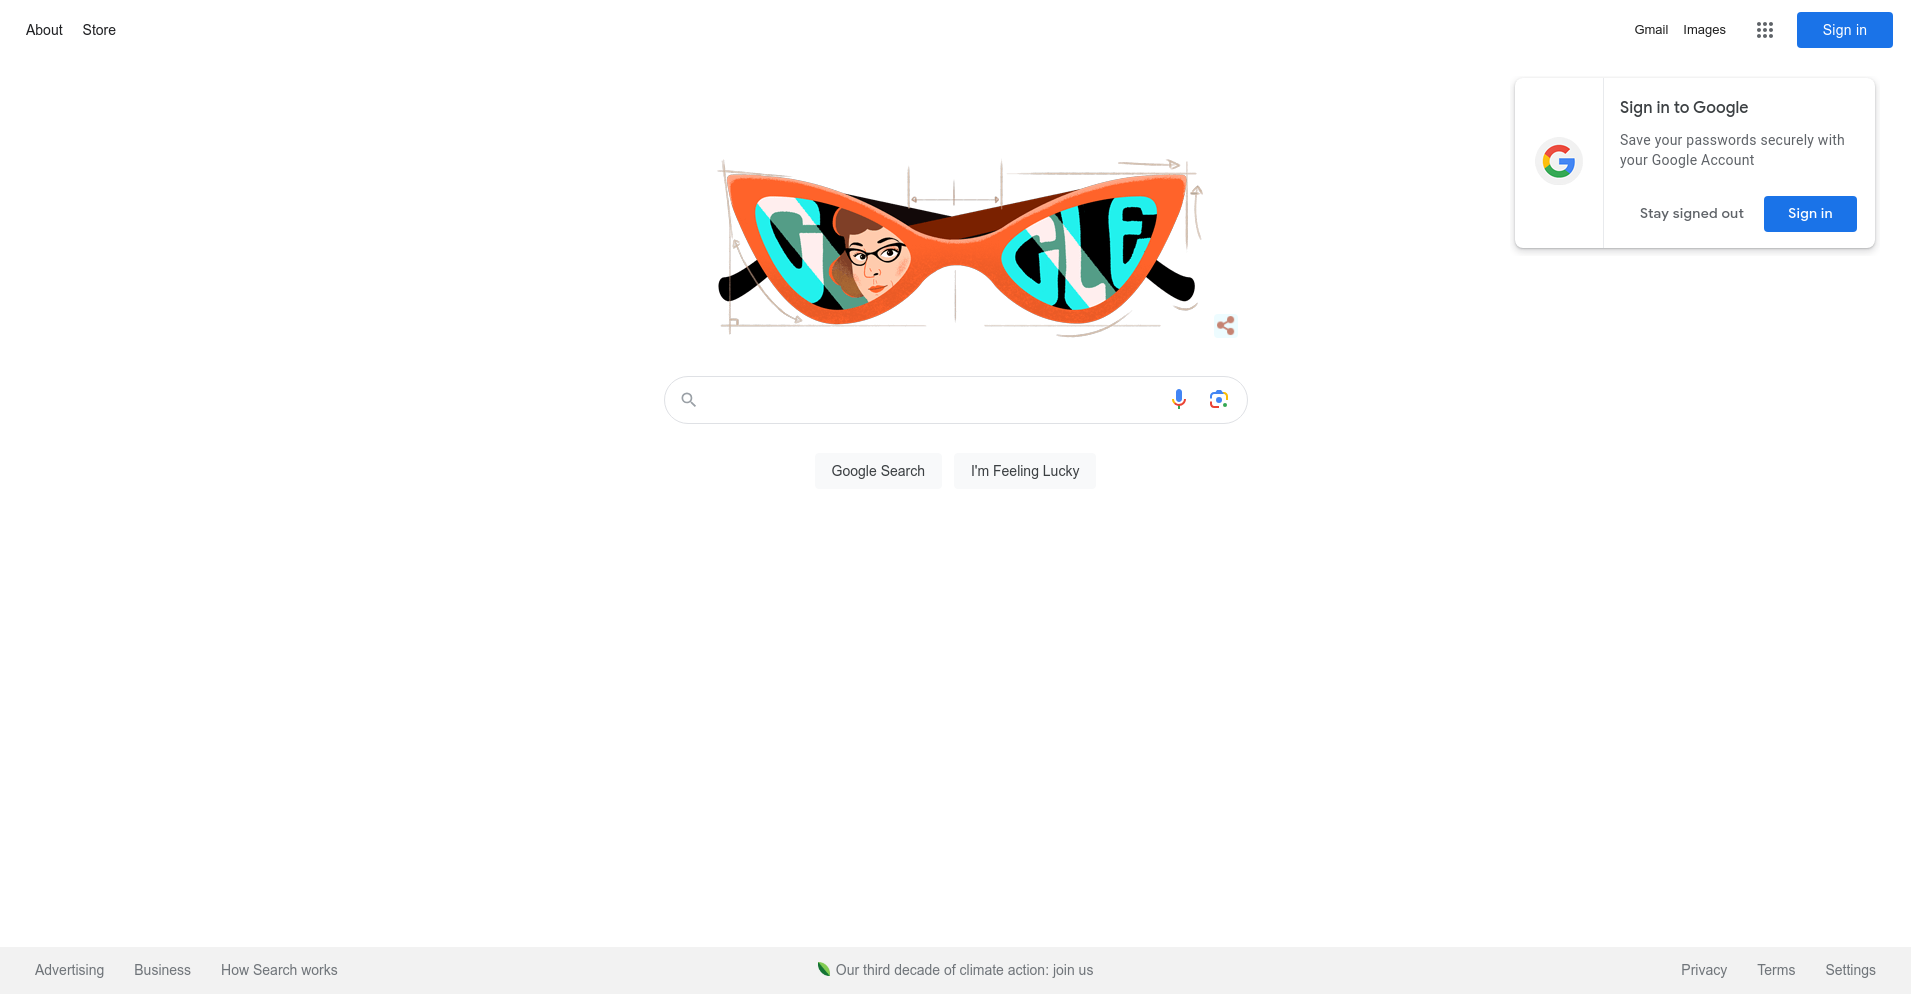 About Store
Gmail Images Sign in
Sign in to Google
Save your passwords securely with
your Google Account
Stay signed out Sign in
G GLE
Google Search I'm Feeling Lucky
Advertising Business How Search works
Our third decade of climate action: join us
Privacy Terms Settings